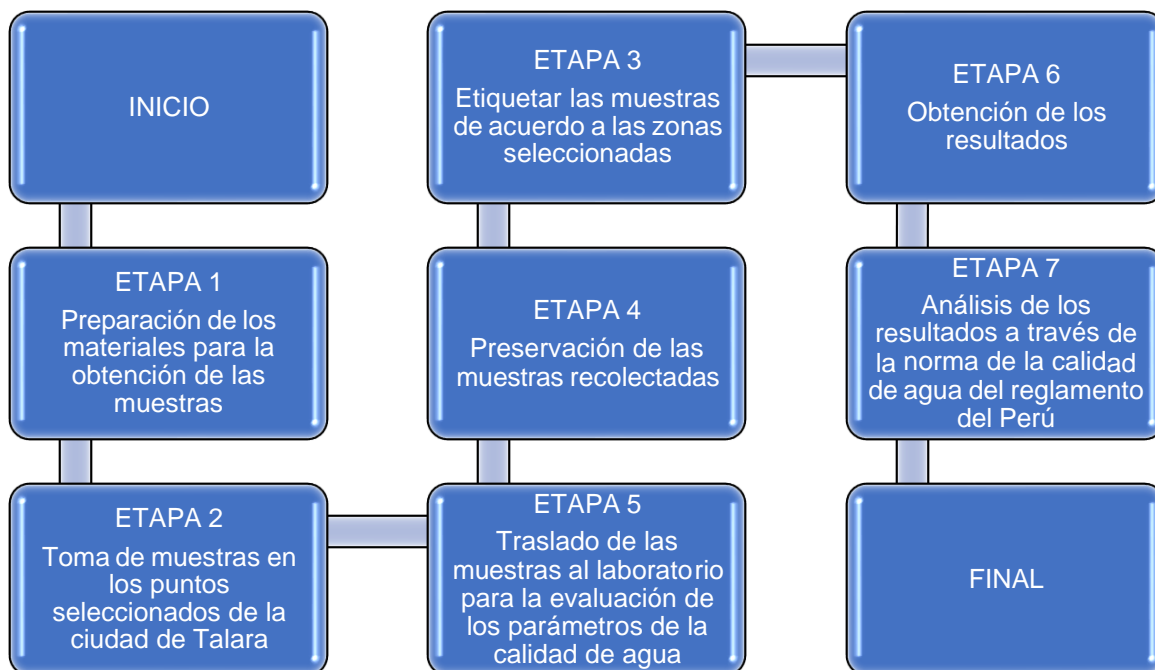 INICIO
ETAPA 1
Preparación de los
materiales para la
obtención de las
muestras
ETAPA 2
Toma de muestras en
los puntos
seleccionados de la
ciudad de Talara
ETAPA 3
Etiquetar las muestras
de acuerdo a las zonas
seleccionadas
ETAPA 4
Preservación de las
muestras recolectadas
ETAPA 5
Traslado de las
muestras al laboratorio
para la evaluación de
los parámetros de la
calidad de agua
ETAPA 6
Obtención de los
resultados
ETAPA 7
Análisis de los
resultados a través de
la norma de la calidad
de agua del reglamento
del Perú
FINAL